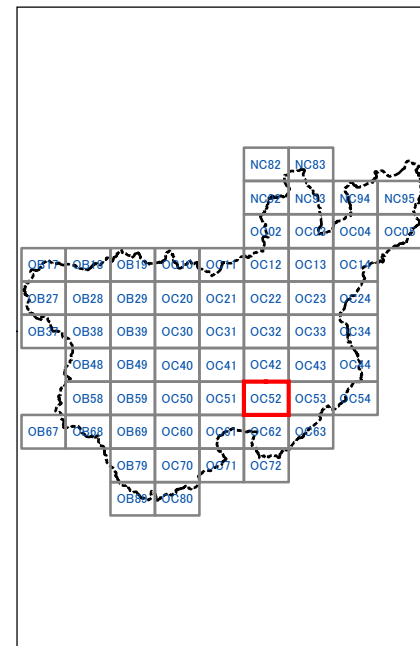 NC82 NC83
NC92 NC93 NC94 NC95
OC02 OC03 OC04 OC05
OB17 OB18 OB19 OC10 OC11 OC12 OC13 OC14
OB27 OB28 OB29 OC20 OC21 OC22 OC23 OC24
OB37 OB38 OB39 OC30 OC31 OC32 OC33 OC34
OB48 OB49 OC40 OC41 OC42 OC43 OC44
OB58 OB59 OC50 OC51 OC52 OC53 OC54
OB67 OB68 OB69 OC60 OC61 OC62 OC63
OB79 OC70 OC71 OC72
OB89 OC80